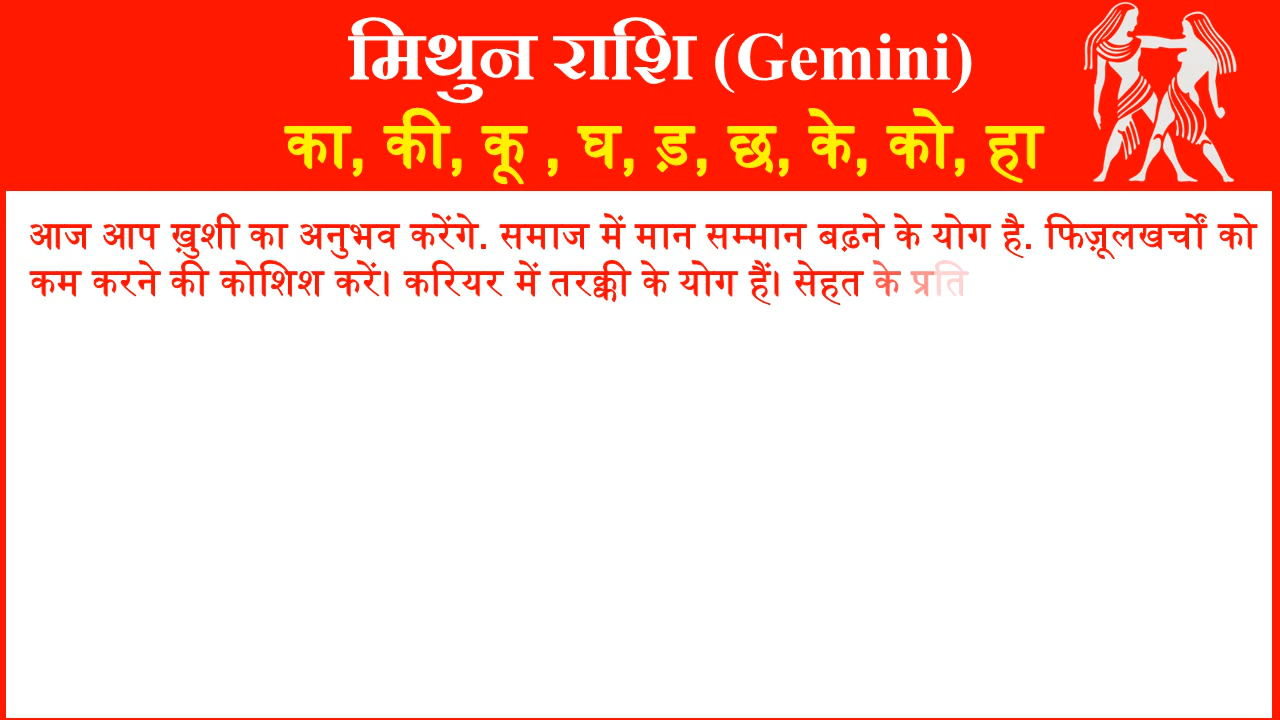 मिथुन राशि (Gemini)
का, की, कू , घ, ड़, छ, के, को, हा
आज आप ख़ुशी का अनुभव करेंगे. समाज में मान सम्मान बढ़ने के योग है. फिज़ूलखर्चों को
कम करने की कोशिश करें। करियर में तरक्की के योग हैं। सेहत के प्रति